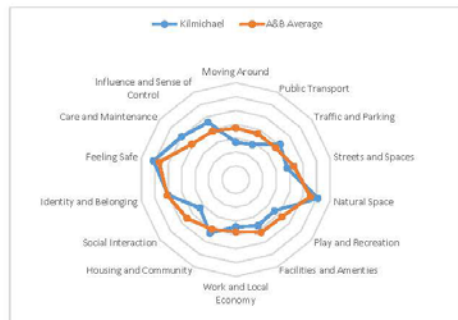 Kilmichael
A&B Average
Moving Around
Public Transport
Traffic and Parking
Streets and Spaces
Natural Space
Play and Recreation
Facilities and Amenties
Work and Local
Economy
Housing and Community
Social Interaction
Identity and Belonging
Feeling Safe
Care and Maintenance
Influence and Sense of
Control